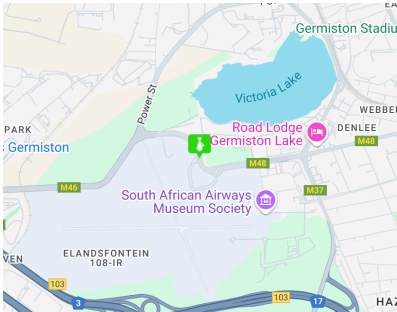 Germiston Stadiu
EA
Power St
Victoria Lake
WEBBER
PARK
Road Lodge
Germiston Lake
DENLEE
M48
s Germiston
M48
M46
M37
South African Airways
Museum Society
ELANDSFONTEIN
108-IR
VEN
103
3
103
17
HAZ